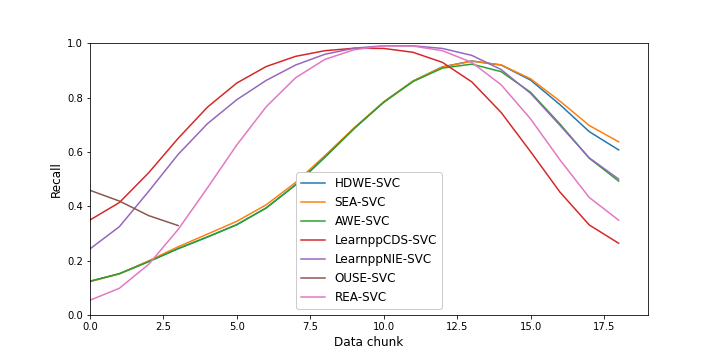 1.0
0.8
0.6
0.4
0.2
0.0
Recall
HDWE-SVC
SEA-SVC
AWE-SVC
LearnppCDS-SVC
LearnppNIE-SVC
OUSE-SVC
REA-SVC
0.0 2.5 5.0 7.5 10.0 12.5 15.0 17.5
Data chunk